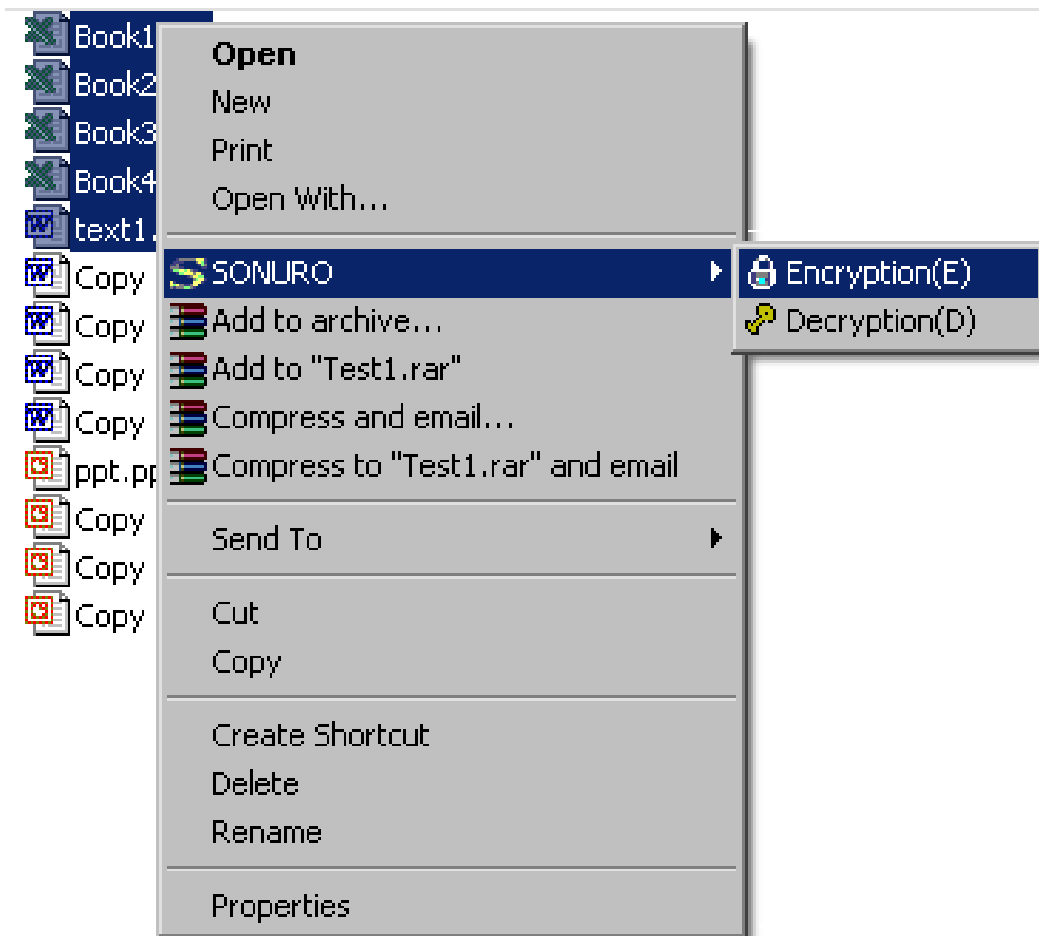 Book1
Book2
Book3
Book4
text1.
Copy
Copy
Copy
Copy
ppt.pp
Copy
Copy
Copy
Open
New
Print
Open With...
SONURO
Add to archive...
Add to "Test1.rar"
Compress and email...
Compress to "Test1.rar" and email
Send To
Cut
Copy
Create Shortcut
Delete
Rename
Properties
Encryption(E)
Decryption(D)